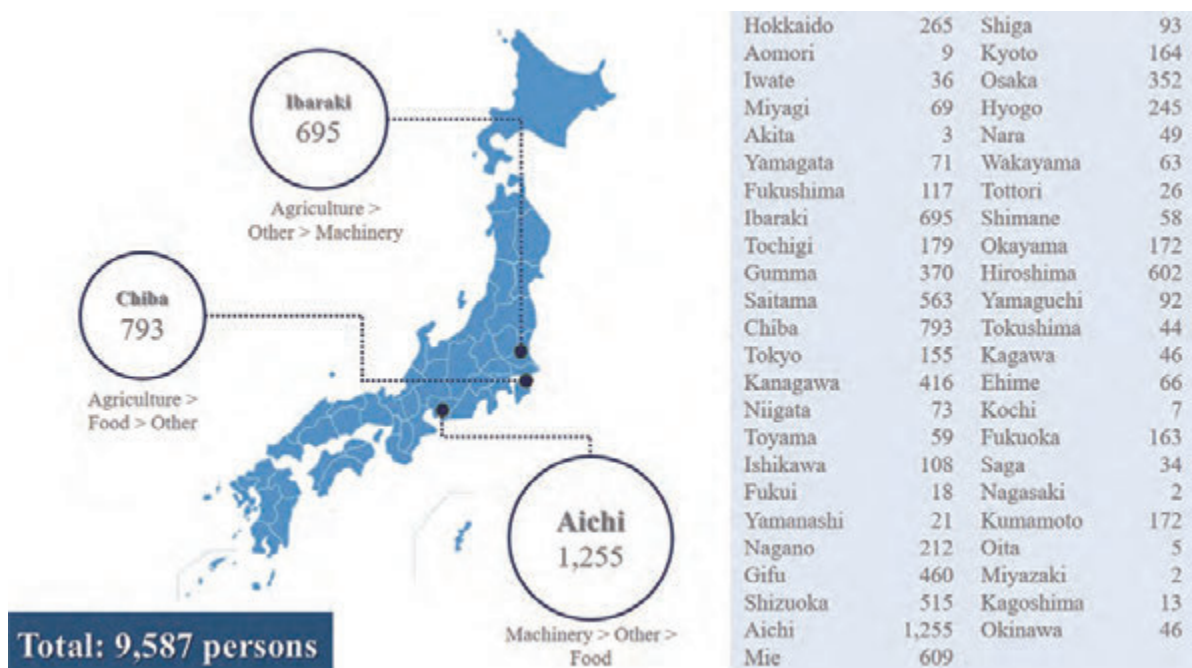 Ibaraki
695
Agriculture >
Other > Machinery
Chiba
793
Agriculture >
Food > Other
Aichi
1,255
Machinery > Other >
Food
Total: 9,587 persons
Hokkaido 265 Shiga 93
Aomori 9 Kyoto 164
Iwate 36 Osaka 352
Miyagi 69 Hyogo 245
Akita 3 Nara 49
Yamagata 71 Wakayama 63
Fukushima 117 Tottori 26
Ibaraki 695 Shimane 58
Tochigi 179 Okayama 172
Gumma 370 Hiroshima 602
Saitama 563 Yamaguchi 92
Chiba 793 Tokushima 44
Tokyo 155 Kagawa 46
Kanagawa 416 Ehime 66
Niigata 73 Kochi 7
Toyama 59 Fukuoka 163
Ishikawa 108 Saga 34
Fukui 18 Nagasaki 2
Yamanashi 21 Kumamoto 172
Nagano 212 Oita 5
Gifu 460 Miyazaki 2
Shizuoka 515 Kagoshima 13
Aichi 1,255 Okinawa 46
Mie 609